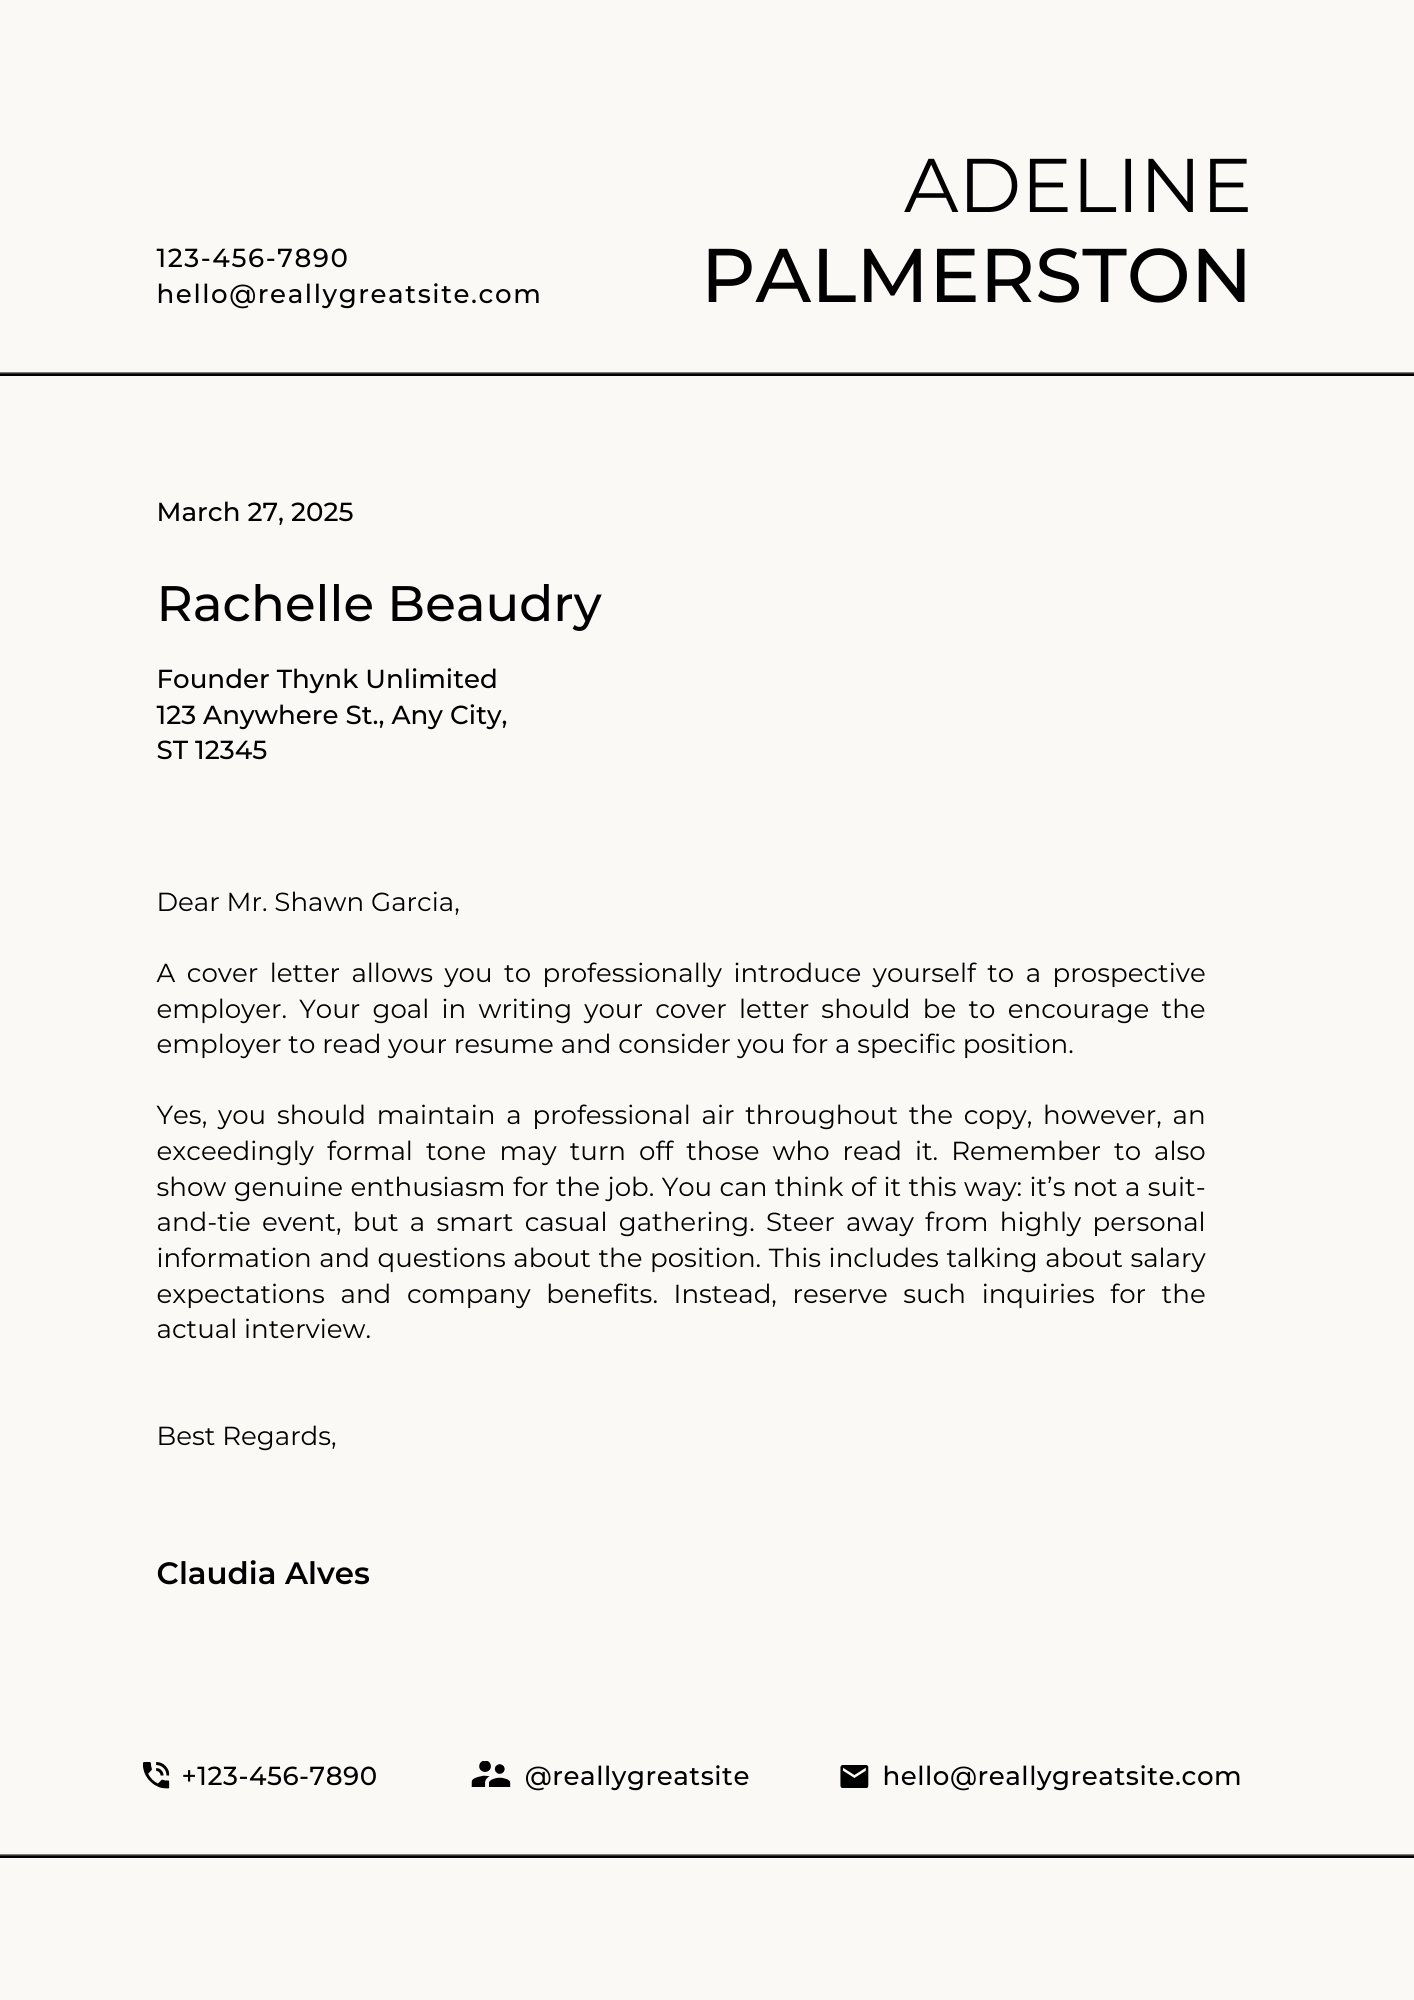 ADELINE
PALMERSTON
123-456-7890
hello@reallygreatsite.com
March 27, 2025
Rachelle Beaudry
Founder Thynk Unlimited
123 Anywhere St., Any City,
ST 12345
Dear Mr. Shawn Garcia,
A cover letter allows you to professionally introduce yourself to a prospective
employer. Your goal in writing your cover letter should be to encourage the
employer to read your resume and consider you for a specific position.
Yes, you should maintain a professional air throughout the copy, however, an
exceedingly formal tone may turn off those who read it. Remember to also
show genuine enthusiasm for the job. You can think of it this way: it’s not a suit-
and-tie event, but a smart casual gathering. Steer away from highly personal
information and questions about the position. This includes talking about salary
expectations and company benefits. Instead, reserve such inquiries for the
actual interview.
Best Regards,
Claudia Alves
+123-456-7890
@reallygreatsite
hello@reallygreatsite.com